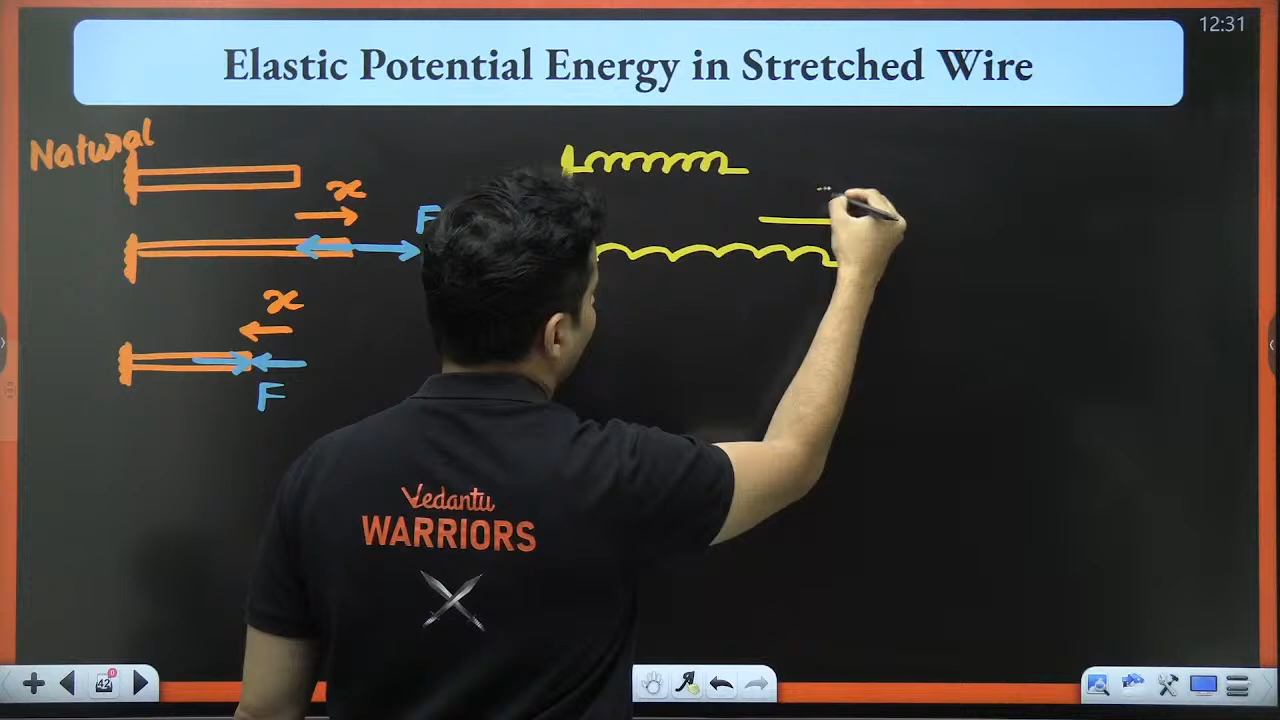 12:31
Elastic Potential Energy in Stretched Wire
Natural
x
F
x
F
Vedantu
WARRIORS
42